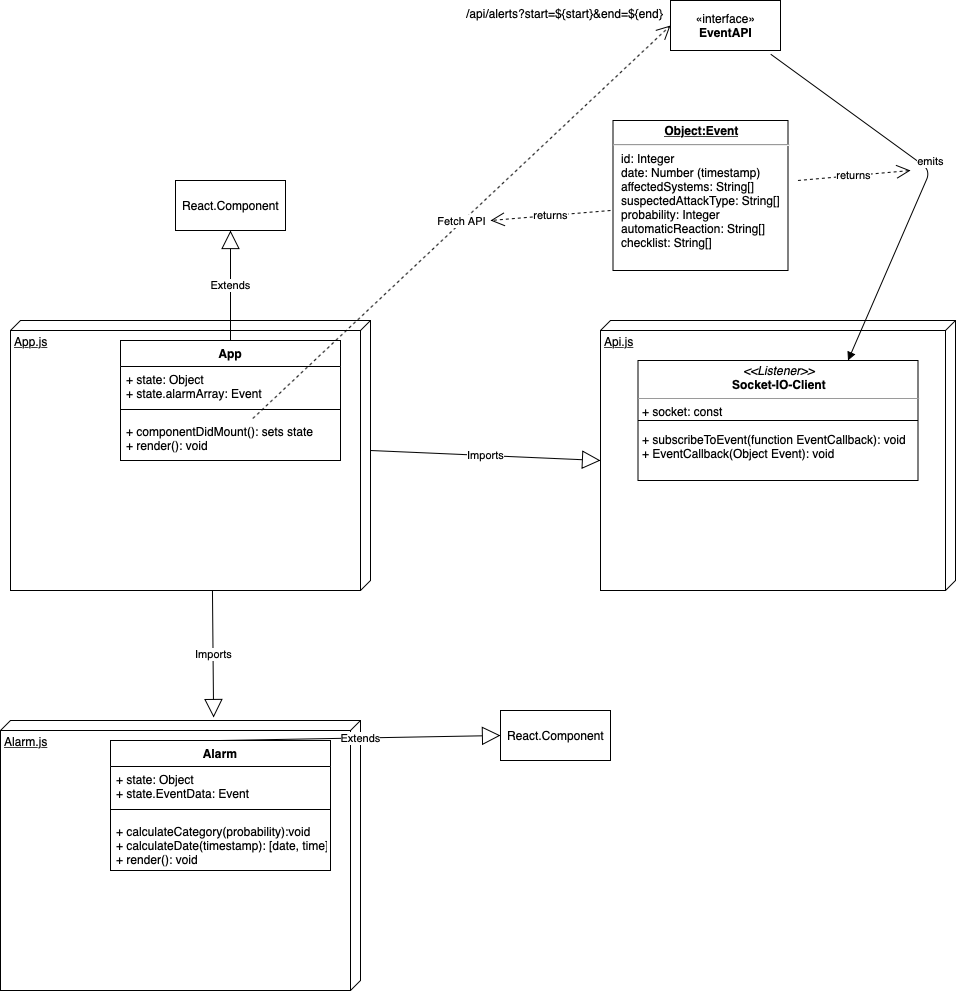 /api/alerts?start=${start}&end=${end}
«interface»
EventAPI
Object:Event
id: Integer
date: Number (timestamp)
affectedSystems: String[]
suspectedAttackType: String[]
probability: Integer
automaticReaction: String[]
checklist: String[]
emits
returns
returns
Fetch API
React.Component
Extends
App.js
App
+ state: Object
+ state.alarmArray: Event
+ componentDidMount(): sets state
+ render(): void
Imports
Api.js
<<Listener>>
Socket-IO-Client
+ socket: const
+ subscribeToEvent(function EventCallback): void
+ EventCallback(Object Event): void
Imports
Alarm.js
Alarm
+ state: Object
+ state.EventData: Event
+ calculateCategory(probability):void
+ calculateDate(timestamp): [date, time]
+ render(): void
Extends
React.Component